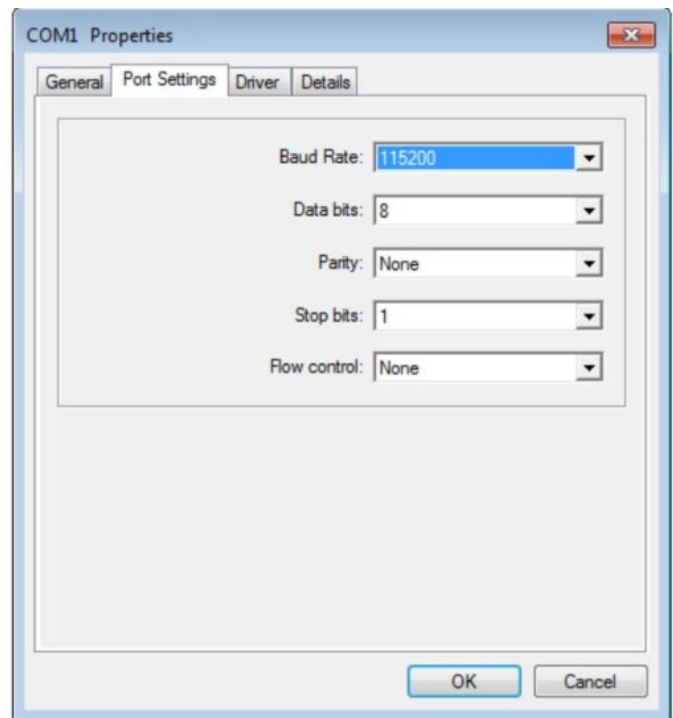 COM1 Properties
General Port Settings Driver Details
Baud Rate: 115200
Data bits: 8
Parity: None
Stop bits: 1
Flow control: None
OK Cancel